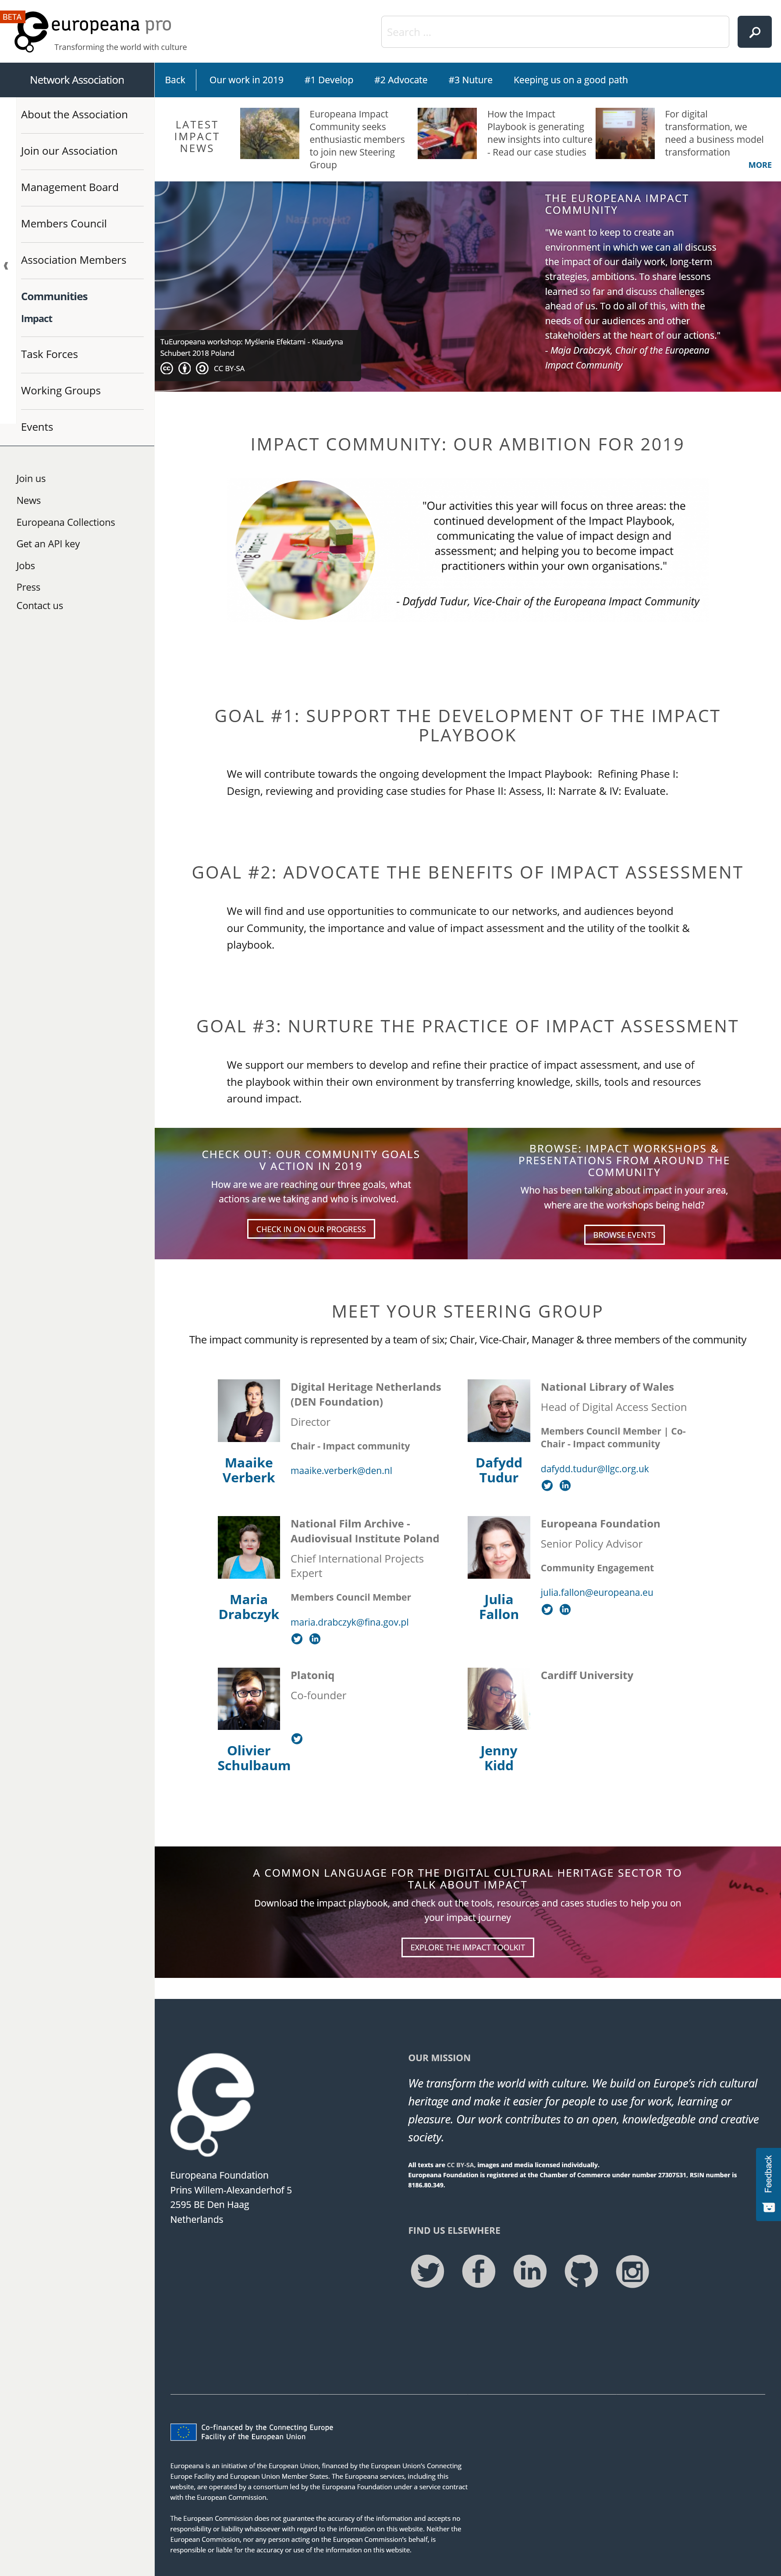 BETA
europeana pro
Transforming the world with culture
Search ...
Network Association
Back
Our work in 2019
#1 Develop
#2 Advocate
#3 Nuture
Keeping us on a good path
About the Association
Join our Association
Management Board
Members Council
Association Members
Communities
Impact
Task Forces
Working Groups
Events
Join us
News
Europeana Collections
Get an API key
Jobs
Press
Contact us
LATEST
IMPACT
NEWS
Europeana Impact
Community seeks
enthusiastic members
to join new Steering
Group
How the Impact
Playbook is generating
new insights into culture
- Read our case studies
For digital
transformation, we
need a business model
transformation
MORE
THE EUROPEANA IMPACT
COMMUNITY
"We want to keep to create an
environment in which we can all discuss
the impact of our daily work, long-term
strategies, ambitions. To share lessons
learned so far and discuss challenges
ahead of us. To do all of this, with the
needs of our audiences and other
stakeholders at the heart of our actions."
- Maja Drabczyk, Chair of the Europeana
Impact Community
TuEuropeana workshop: Myślenie Efektami - Klaudyna
Schubert 2018 Poland
CC BY-SA
IMPACT COMMUNITY: OUR AMBITION FOR 2019
"Our activities this year will focus on three areas: the
continued development of the Impact Playbook,
communicating the value of impact design and
assessment; and helping you to become impact
practitioners within your own organisations."
- Dafydd Tudur, Vice-Chair of the Europeana Impact Community
GOAL #1: SUPPORT THE DEVELOPMENT OF THE IMPACT
PLAYBOOK
We will contribute towards the ongoing development the Impact Playbook: Refining Phase I:
Design, reviewing and providing case studies for Phase II: Assess, II: Narrate & IV: Evaluate.
GOAL #2: ADVOCATE THE BENEFITS OF IMPACT ASSESSMENT
We will find and use opportunities to communicate to our networks, and audiences beyond
our Community, the importance and value of impact assessment and the utility of the toolkit &
playbook.
GOAL #3: NURTURE THE PRACTICE OF IMPACT ASSESSMENT
We support our members to develop and refine their practice of impact assessment, and use of
the playbook within their own environment by transferring knowledge, skills, tools and resources
around impact.
CHECK OUT: OUR COMMUNITY GOALS
V ACTION IN 2019
How are we are reaching our three goals, what
actions are we taking and who is involved.
CHECK IN ON OUR PROGRESS
BROWSE: IMPACT WORKSHOPS &
PRESENTATIONS FROM AROUND THE
COMMUNITY
Who has been talking about impact in your area,
where are the workshops being held?
BROWSE EVENTS
MEET YOUR STEERING GROUP
The impact community is represented by a team of six; Chair, Vice-Chair, Manager & three members of the community
Maaike
Verberk
Digital Heritage Netherlands
(DEN Foundation)
Director
Chair - Impact community
maaike.verberk@den.nl
Dafydd
Tudur
National Library of Wales
Head of Digital Access Section
Members Council Member | Co-
Chair - Impact community
dafydd.tudur@llgc.org.uk
Maria
Drabczyk
National Film Archive -
Audiovisual Institute Poland
Chief International Projects
Expert
Members Council Member
maria.drabczyk@fina.gov.pl
Julia
Fallon
Europeana Foundation
Senior Policy Advisor
Community Engagement
julia.fallon@europeana.eu
Olivier
Schulbaum
Platoniq
Co-founder
Jenny
Kidd
Cardiff University
A COMMON LANGUAGE FOR THE DIGITAL CULTURAL HERITAGE SECTOR TO
TALK ABOUT IMPACT
Download the impact playbook, and check out the tools, resources and cases studies to help you on
your impact journey
EXPLORE THE IMPACT TOOLKIT
who.
Europeana Foundation
Prins Willem-Alexanderhof 5
2595 BE Den Haag
Netherlands
OUR MISSION
We transform the world with culture. We build on Europe's rich cultural
heritage and make it easier for people to use for work, learning or
pleasure. Our work contributes to an open, knowledgeable and creative
society.
All texts are CC BY-SA, images and media licensed individually.
Europeana Foundation is registered at the Chamber of Commerce under number 27307531, RSIN number is
8186.80.349.
FIND US ELSEWHERE
Feedback
Co-financed by the Connecting Europe
Facility of the European Union
Europeana is an initiative of the European Union, financed by the European Union's Connecting
Europe Facility and European Union Member States. The Europeana services, including this
website, are operated by a consortium led by the Europeana Foundation under a service contract
with the European Commission.
The European Commission does not guarantee the accuracy of the information and accepts no
responsibility or liability whatsoever with regard to the information on this website. Neither the
European Commission, nor any person acting on the European Commission's behalf, is
responsible or liable for the accuracy or use of the information on this website.